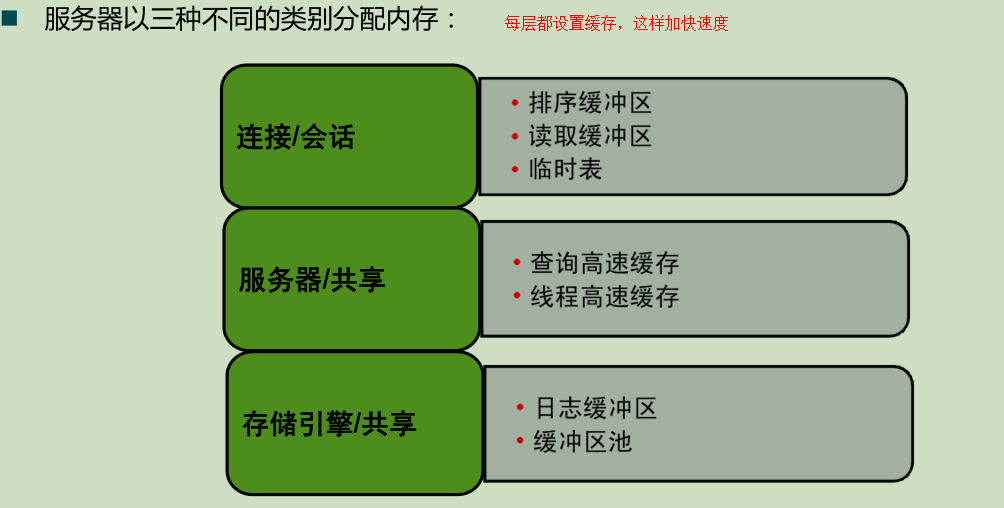 服务器以三种不同的类别分配内存：
每层都设置缓存，这样加快速度
连接/会话
• 排序缓冲区
• 读取缓冲区
• 临时表
服务器/共享
• 查询高速缓存
• 线程高速缓存
存储引擎/共享
• 日志缓冲区
• 缓冲区池